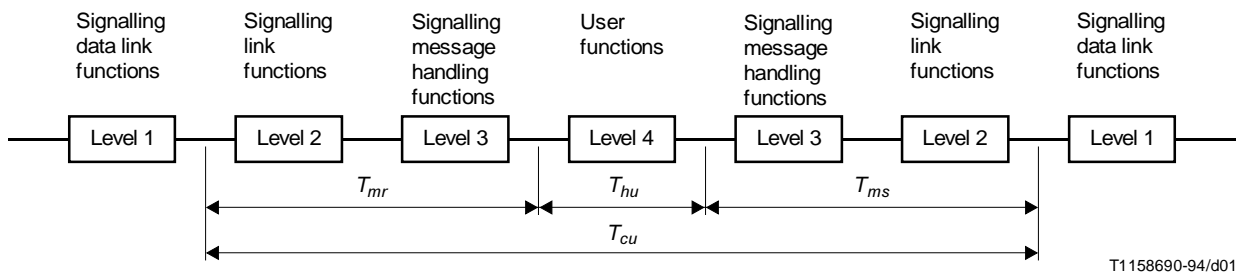 Signalling
data link
functions
Signalling
link
functions
Signalling
message
handling
functions
User
functions
Signalling
message
handling
functions
Signalling
link
functions
Signalling
data link
functions
Level 1
Level 2
Level 3
Level 4
Level 3
Level 2
Level 1
Tmr
Thu
Tms
Tcu
T1158690-94/d01